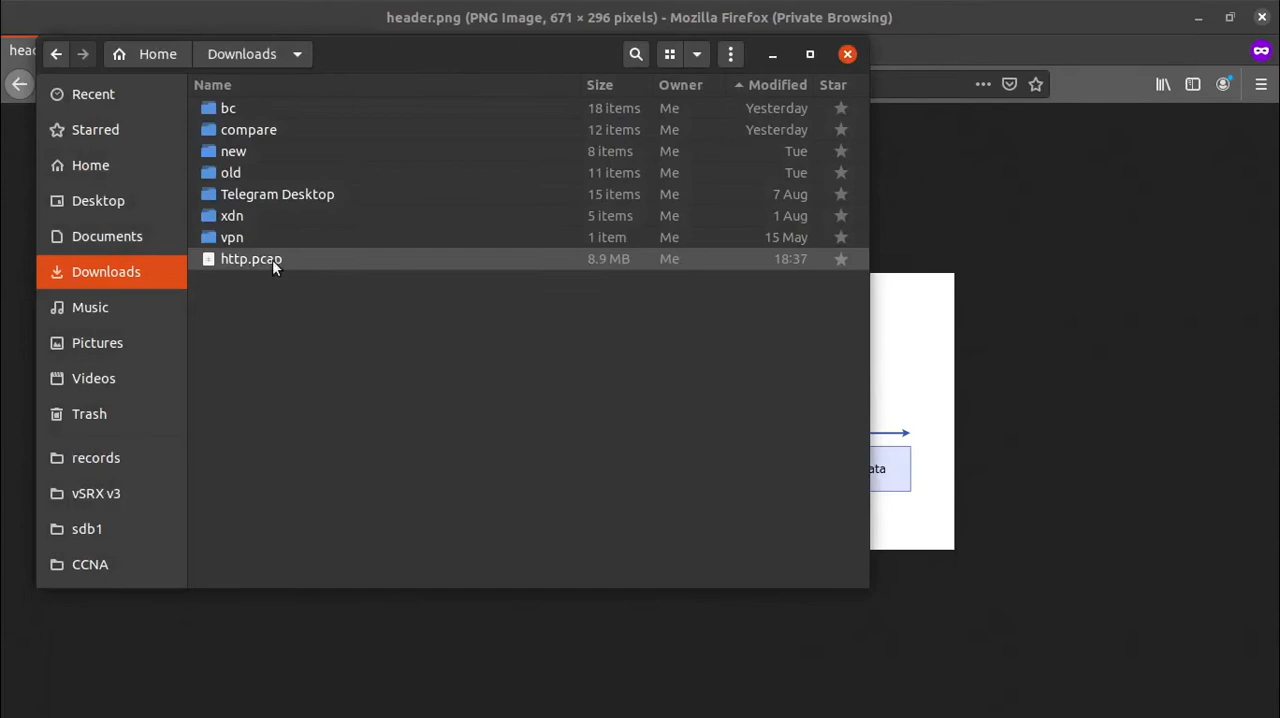 header.png (PNG Image, 671 × 296 pixels) - Mozilla Firefox (Private Browsing)
Home
Downloads
Name Size Owner Modified Star
Recent
Starred
Home
Desktop
Documents
Downloads
Music
Pictures
Videos
Trash
records
vSRX v3
sdb1
CCNA
bc 18 items Me Yesterday
compare 12 items Me Yesterday
new 8 items Me Tue
old 11 items Me Tue
Telegram Desktop 15 items Me 7 Aug
xdn 5 items Me 1 Aug
vpn 1 item Me 15 May
http.pcap 8.9 MB Me 18:37